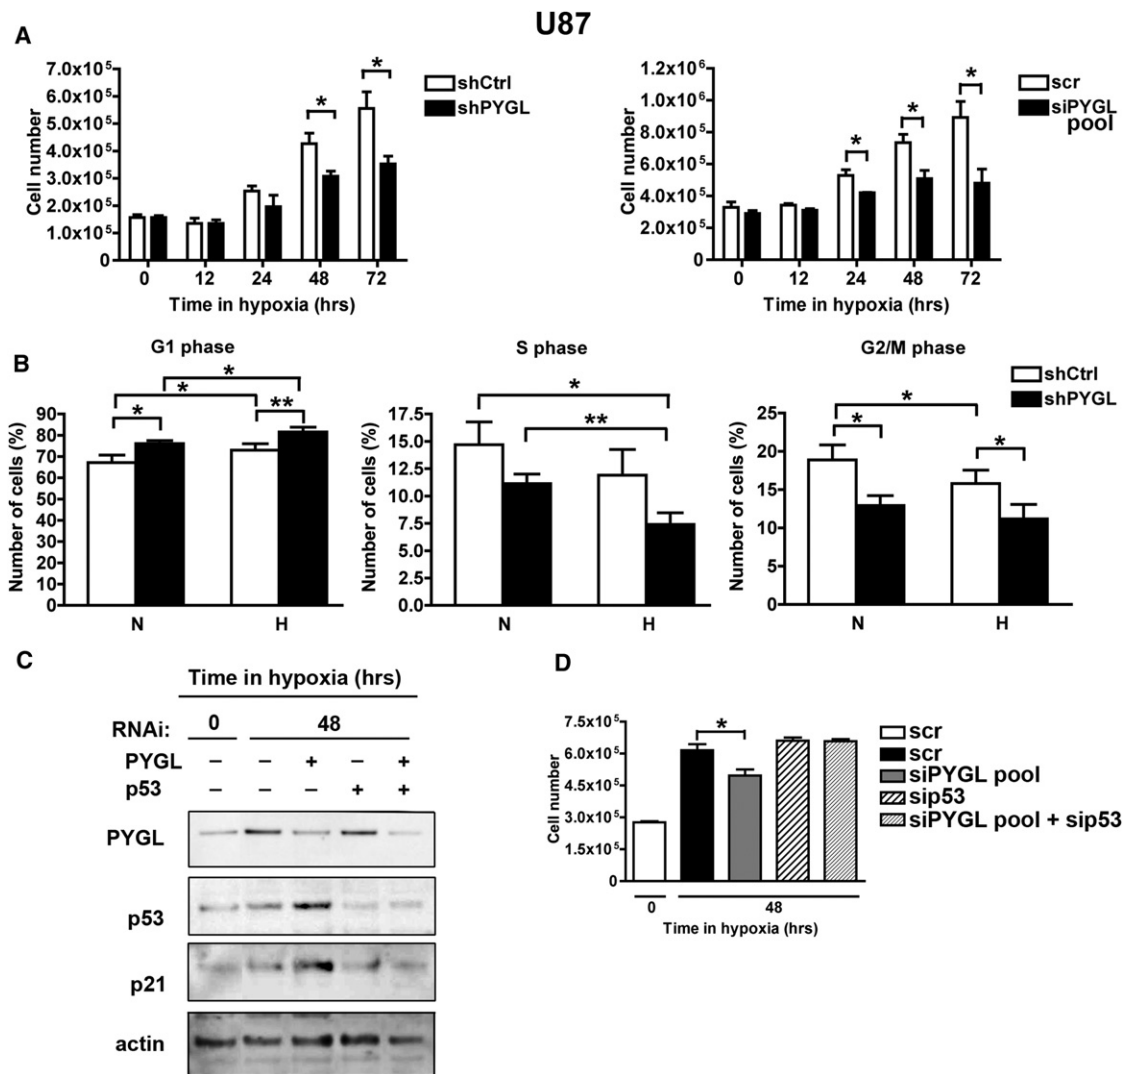 U87
A
7.0x10⁵
6.0x10⁵
5.0x10⁵
4.0x10⁵
3.0x10⁵
2.0x10⁵
1.0x10⁵
0
Cell number
* *
shCtrl
shPYGL
0 12 24 48 72
Time in hypoxia (hrs)
1.2x10⁶
1.0x10⁶
8.0x10⁵
6.0x10⁵
4.0x10⁵
2.0x10⁵
0
Cell number
* * *
scr
siPYGL
pool
0 12 24 48 72
Time in hypoxia (hrs)
B
G1 phase
90
80
70
60
50
40
30
20
10
0
Number of cells (%)
*
*
* **
N H
S phase
17.5
15.0
12.5
10.0
7.5
5.0
2.5
0.0
Number of cells (%)
*
**
N H
G2/M phase
25
20
15
10
5
0
Number of cells (%)
*
* *
shCtrl
shPYGL
N H
C
Time in hypoxia (hrs)
RNAi: 0 48
PYGL – – + – +
p53 – – – + +
PYGL
p53
p21
actin
D
7.5x10⁵
6.0x10⁵
4.5x10⁵
3.0x10⁵
1.5x10⁵
0
Cell number
*
scr
scr
siPYGL pool
sip53
siPYGL pool + sip53
0 48
Time in hypoxia (hrs)